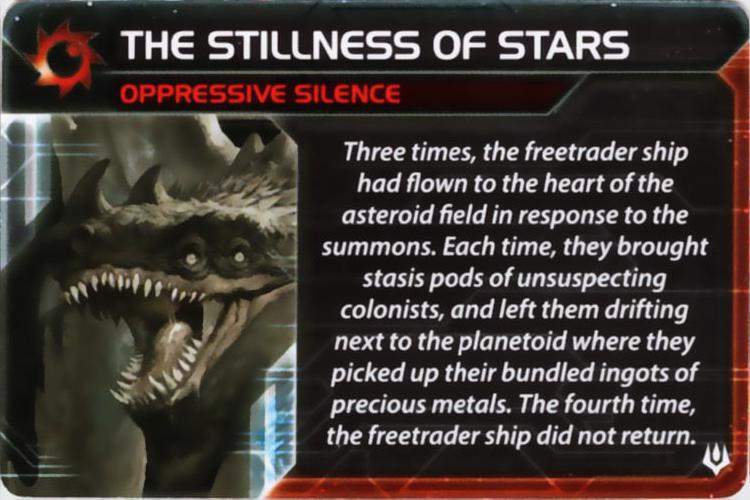 THE STILLNESS OF STARS
OPPRESSIVE SILENCE
Three times, the freetrader ship
had flown to the heart of the
asteroid field in response to the
summons. Each time, they brought
stasis pods of unsuspecting
colonists, and left them drifting
next to the planetoid where they
picked up their bundled ingots of
precious metals. The fourth time,
the freetrader ship did not return.